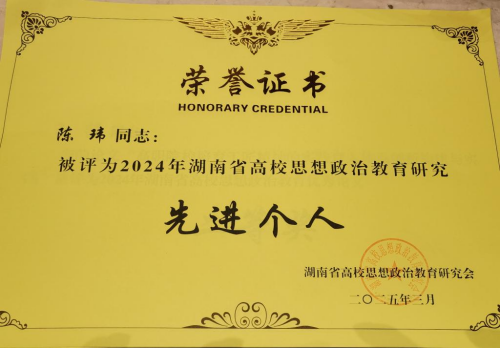 荣誉证书
HONORARY CREDENTIAL
陈玮同志：
被评为2024年湖南省高校思想政治教育研究
先进个人
湖南省高校思想政治教育研究会
二〇二五年三月